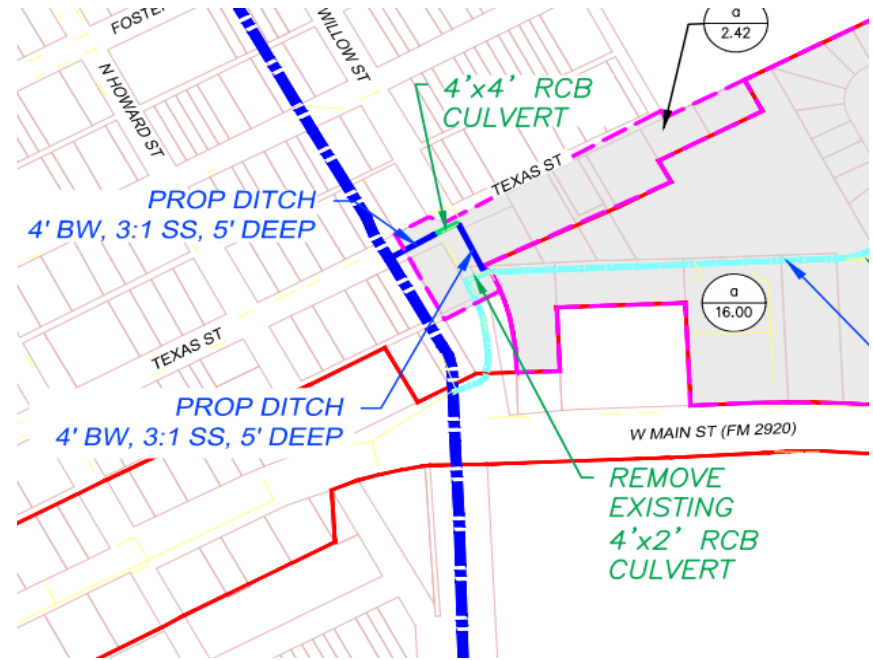 FOSTE
WILLOW ST
N HOWARD ST
a
2.42
4'x4' RCB
CULVERT
TEXAS ST
PROP DITCH
4' BW, 3:1 SS, 5' DEEP
a
16.00
TEXAS ST
PROP DITCH
4' BW, 3:1 SS, 5' DEEP
W MAIN ST (FM 2920)
REMOVE
EXISTING
4'x2' RCB
CULVERT